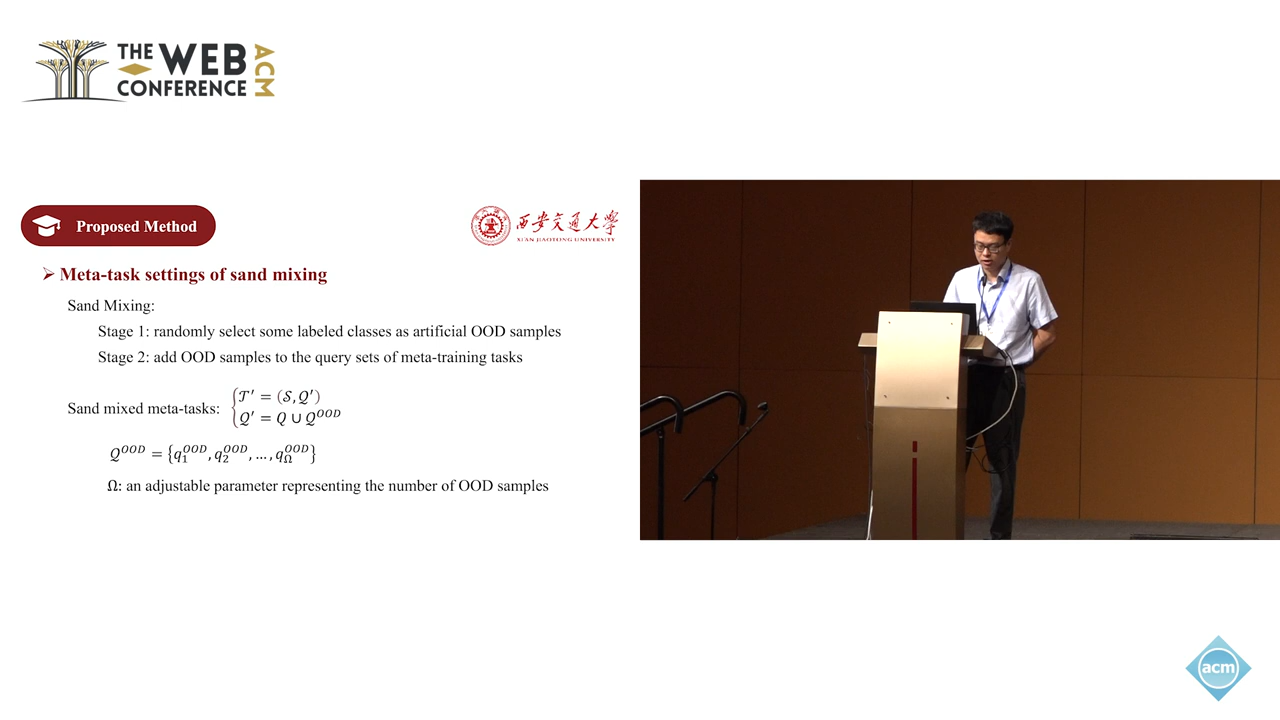 THE WEB
CONFERENCE
ACM
Proposed Method
西安交通大学
XI'AN JIAOTONG UNIVERSITY
➢ Meta-task settings of sand mixing
Sand Mixing:
Stage 1: randomly select some labeled classes as artificial OOD samples
Stage 2: add OOD samples to the query sets of meta-training tasks
Sand mixed meta-tasks: { 𝒯′ = (𝒮, 𝒬′)
𝒬′ = Q ∪ 𝒬^{OOD}
𝒬^{OOD} = {q_1^{OOD}, q_2^{OOD}, …, q_Ω^{OOD}}
Ω: an adjustable parameter representing the number of OOD samples
acm